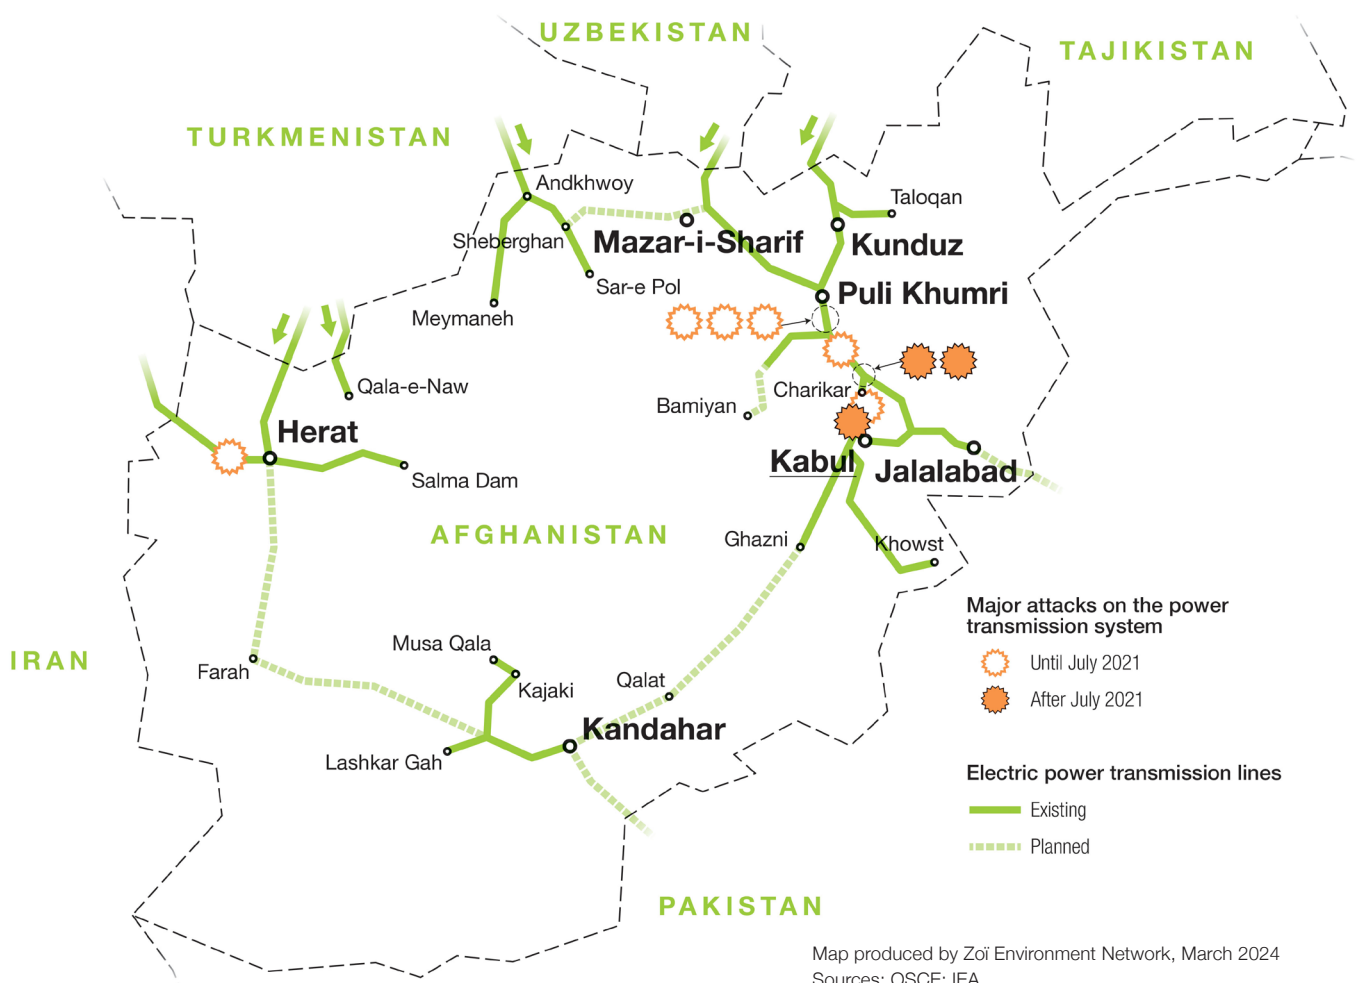 UZBEKISTAN
TAJIKISTAN
TURKMENISTAN
Andkhwoy
Taloqan
Sheberghan
Mazar-i-Sharif
Kunduz
Sar-e Pol
Puli Khumri
Meymaneh
Qala-e-Naw
Charikar
Bamiyan
Herat
Kabul
Jalalabad
Salma Dam
AFGHANISTAN
Ghazni
Khowst
Major attacks on the power
transmission system
Until July 2021
After July 2021
IRAN
Musa Qala
Farah
Kajaki
Qalat
Kandahar
Lashkar Gah
Electric power transmission lines
Existing
Planned
PAKISTAN
Map produced by Zoï Environment Network, March 2024
Sources: OSCE; IEA